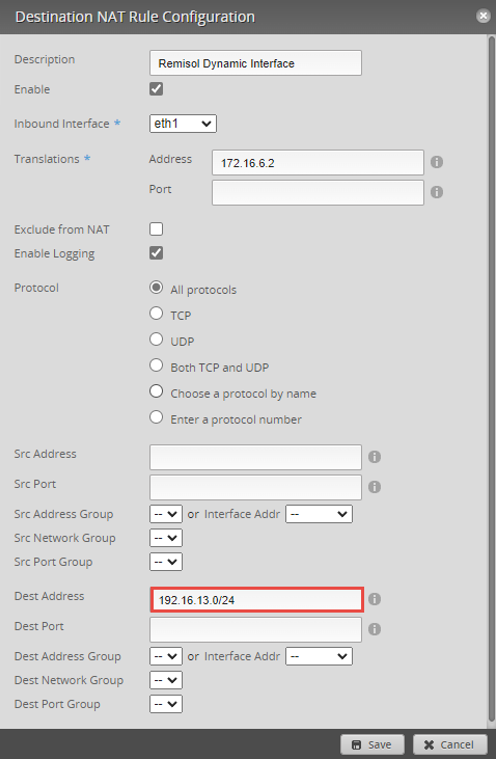 Destination NAT Rule Configuration
Description Remisol Dynamic Interface
Enable
Inbound Interface * eth1
Translations * Address 172.16.6.2
Port
Exclude from NAT
Enable Logging
Protocol All protocols
TCP
UDP
Both TCP and UDP
Choose a protocol by name
Enter a protocol number
Src Address
Src Port
Src Address Group -- or Interface Addr --
Src Network Group --
Src Port Group --
Dest Address 192.16.13.0/24
Dest Port
Dest Address Group -- or Interface Addr --
Dest Network Group --
Dest Port Group --
Save Cancel